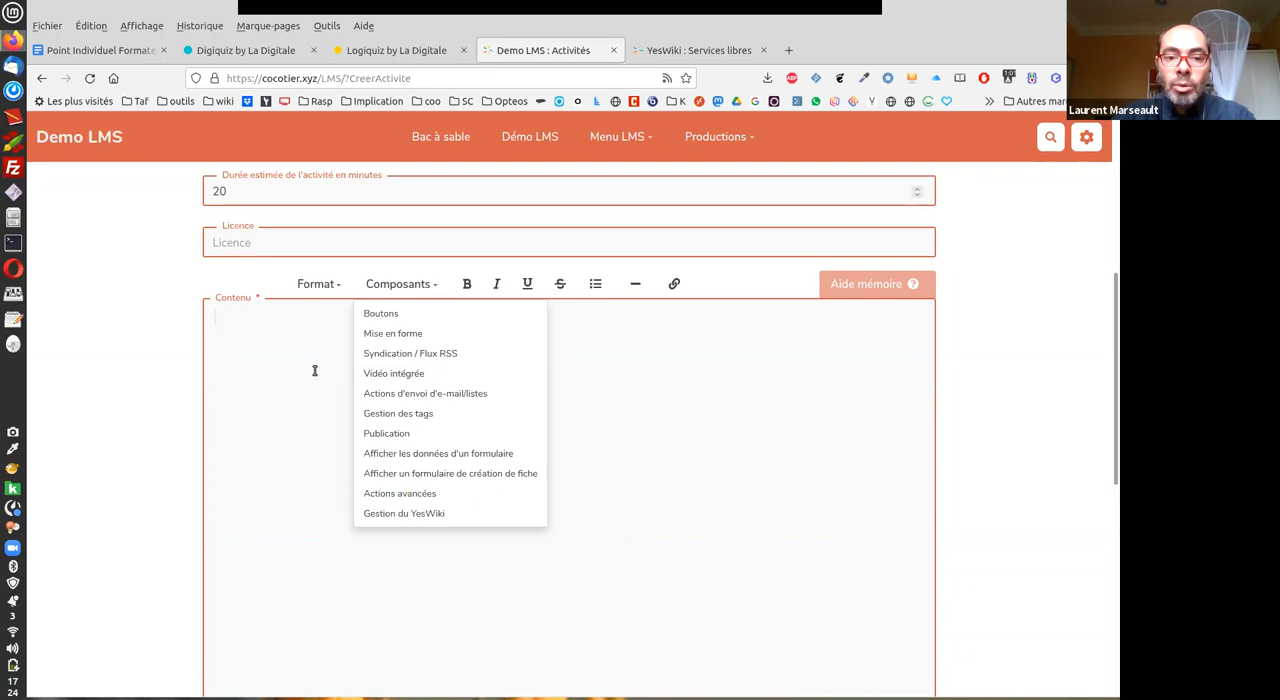 Fichier Édition Affichage Historique Marque-pages Outils Aide
Point Individuel Formate × Digiquiz by La Digitale × Logiquiz by La Digitale × Demo LMS : Activités × YesWiki : Services libres × +
https://cocotier.xyz/LMS/?CreerActivite
Les plus visités Taf outils wiki Rasp Implication coo SC Opteos K Autres mar
Laurent Marseault
Demo LMS Bac à sable Démo LMS Menu LMS Productions
Durée estimée de l'activité en minutes
20
Licence
Licence
Format Composants B I U S Aide mémoire ?
Contenu *
Boutons
Mise en forme
Syndication / Flux RSS
Vidéo intégrée
Actions d'envoi d'e-mail/listes
Gestion des tags
Publication
Afficher les données d'un formulaire
Afficher un formulaire de création de fiche
Actions avancées
Gestion du YesWiki
3
17
24